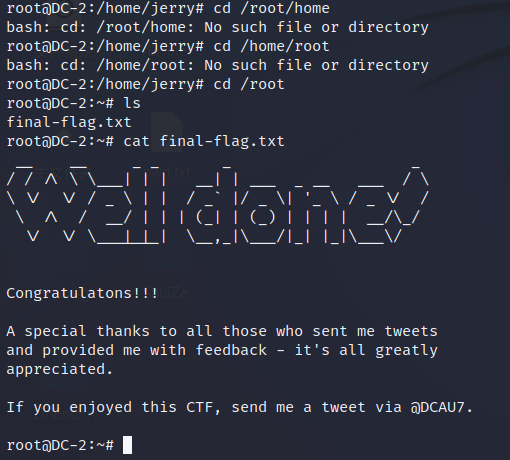 root@DC-2:/home/jerry# cd /root/home
bash: cd: /root/home: No such file or directory
root@DC-2:/home/jerry# cd /home/root
bash: cd: /home/root: No such file or directory
root@DC-2:/home/jerry# cd /root
root@DC-2:~# ls
final-flag.txt
root@DC-2:~# cat final-flag.txt
Well done!
Congratulatons!!!
A special thanks to all those who sent me tweets
and provided me with feedback - it's all greatly
appreciated.
If you enjoyed this CTF, send me a tweet via @DCAU7.
root@DC-2:~#